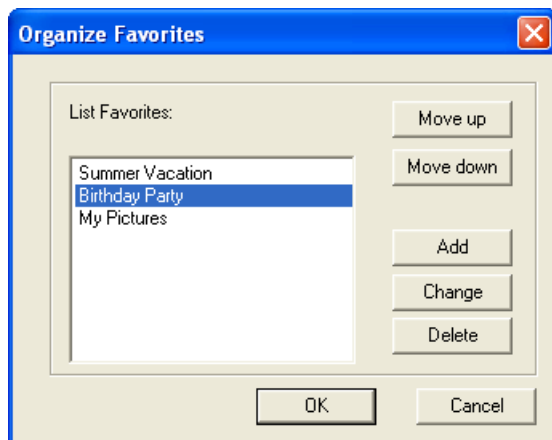 Organize Favorites
List Favorites:
Summer Vacation
Birthday Party
My Pictures
Move up
Move down
Add
Change
Delete
OK
Cancel